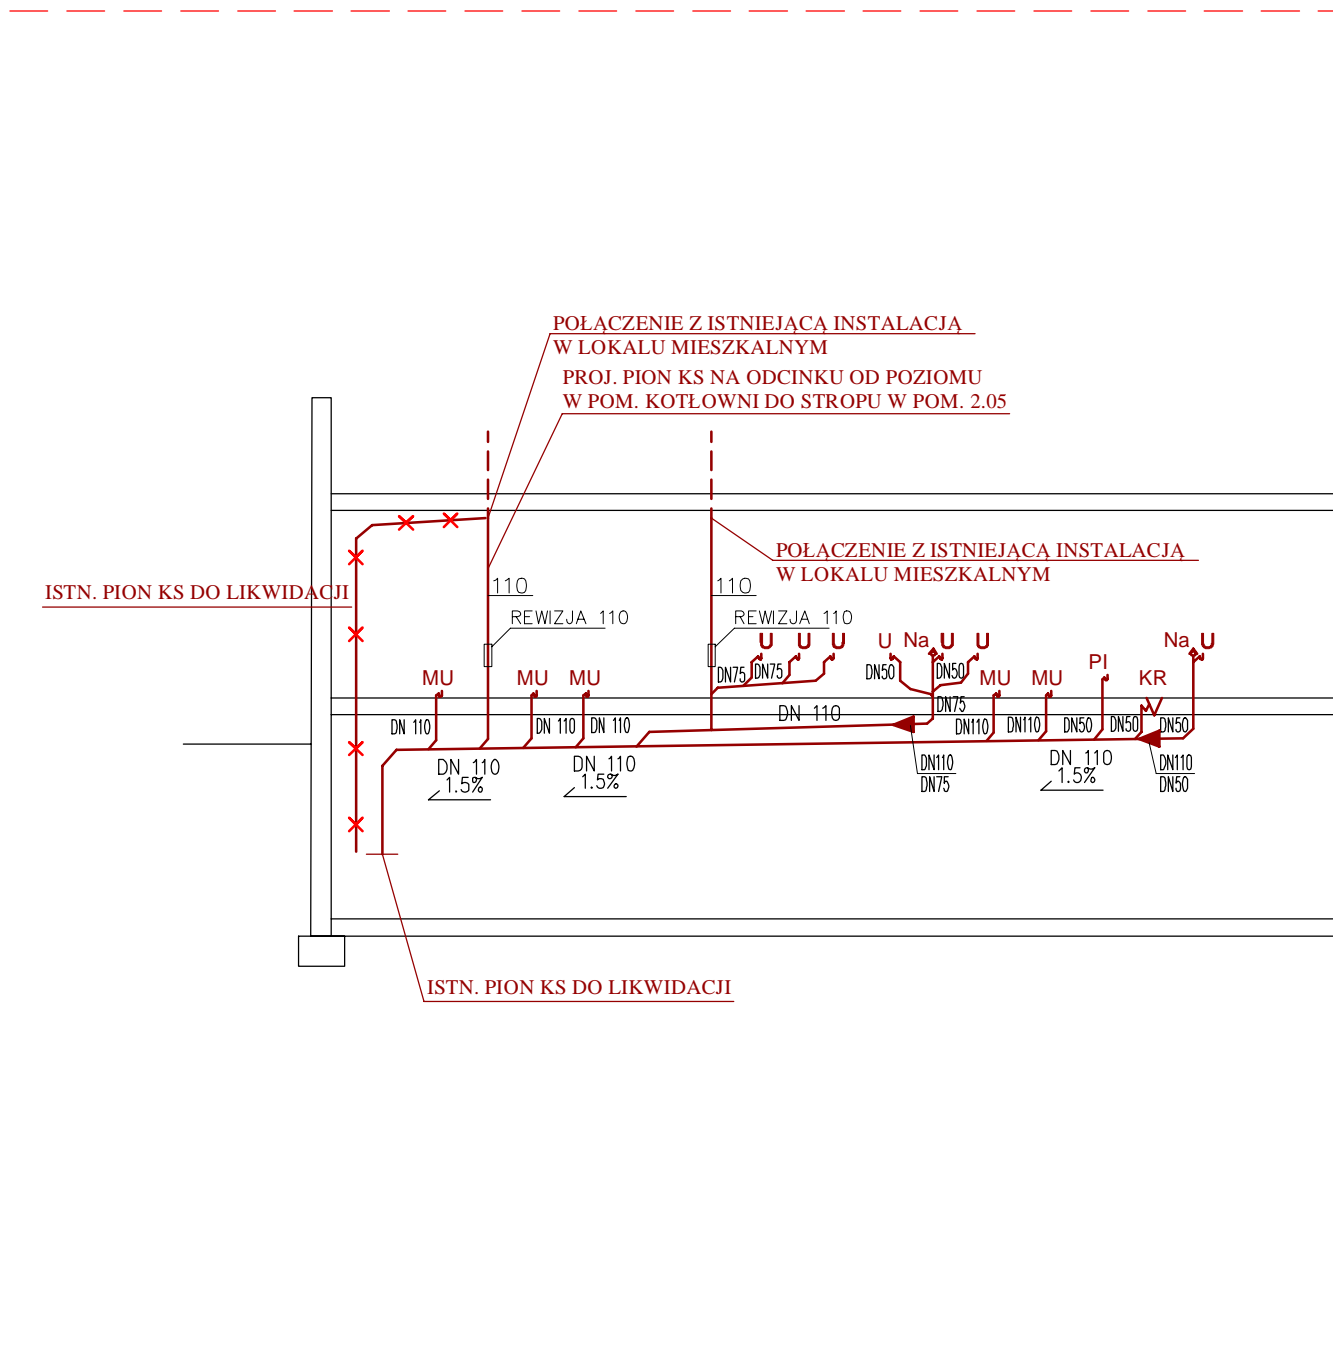 POŁĄCZENIE Z ISTNIEJĄCĄ INSTALACJĄ
W LOKALU MIESZKALNYM
PROJ. PION KS NA ODCINKU OD POZIOMU
W POM. KOTŁOWNI DO STROPU W POM. 2.05
POŁĄCZENIE Z ISTNIEJĄCĄ INSTALACJĄ
W LOKALU MIESZKALNYM
ISTN. PION KS DO LIKWIDACJI
110
110
REWIZJA 110
REWIZJA 110
U U U U Na U U Na U
DN75 DN75 DN50 DN50
MU MU MU MU MU PI KR
DN75
DN 110 DN 110 DN 110 DN 110 DN110 DN110 DN50 DN50 DN50
DN 110
1.5%
DN 110
1.5%
DN110
DN75
DN 110
1.5%
DN110
DN50
ISTN. PION KS DO LIKWIDACJI